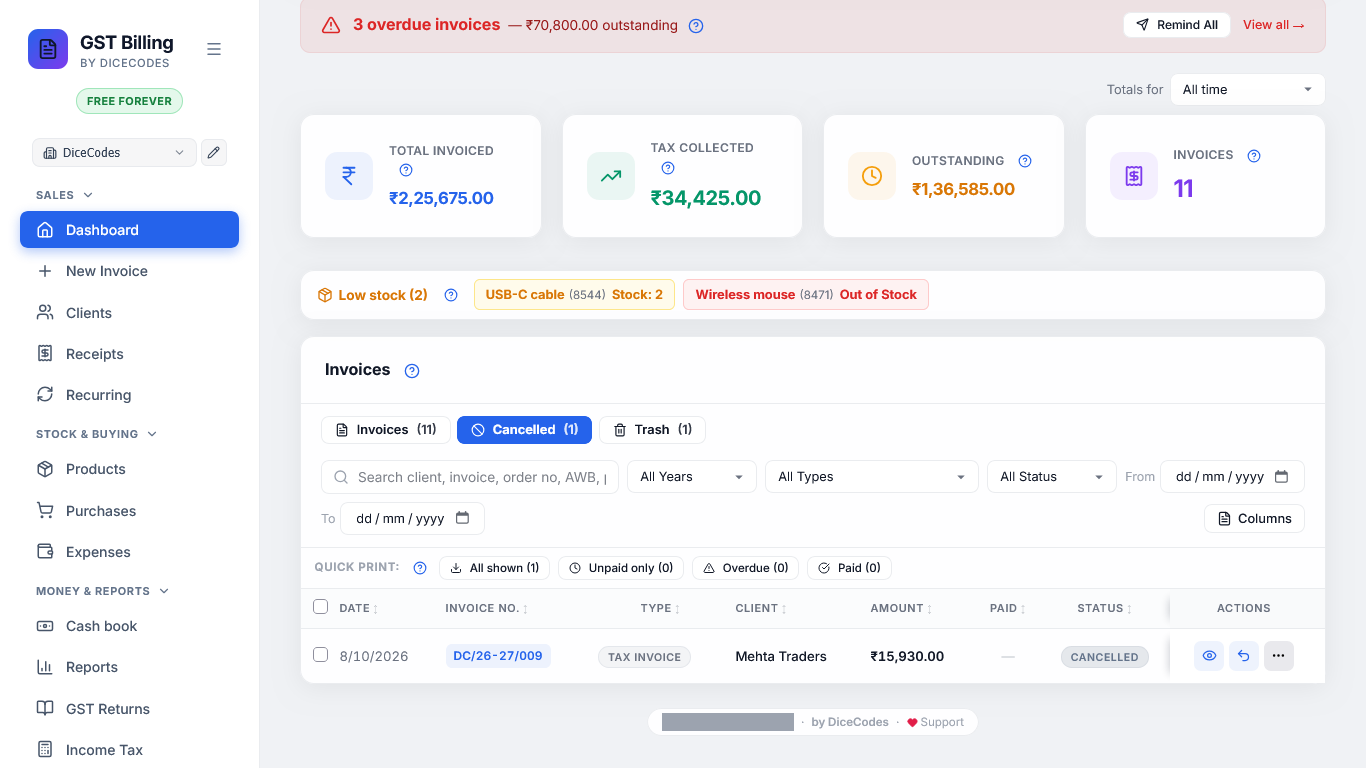 GST Billing
BY DICECODES
FREE FOREVER
DiceCodes
SALES
Dashboard
New Invoice
Clients
Receipts
Recurring
STOCK & BUYING
Products
Purchases
Expenses
MONEY & REPORTS
Cash book
Reports
GST Returns
Income Tax
3 overdue invoices — ₹70,800.00 outstanding
Remind All
View all →
Totals for
All time
TOTAL INVOICED
₹2,25,675.00
TAX COLLECTED
₹34,425.00
OUTSTANDING
₹1,36,585.00
INVOICES
11
Low stock (2)
USB-C cable (8544) Stock: 2
Wireless mouse (8471) Out of Stock
Invoices
Invoices (11)
Cancelled (1)
Trash (1)
Search client, invoice, order no, AWB,
All Years
All Types
All Status
From dd/mm/yyyy
To dd/mm/yyyy
Columns
QUICK PRINT:
All shown (1)
Unpaid only (0)
Overdue (0)
Paid (0)
DATE INVOICE NO. TYPE CLIENT AMOUNT PAID STATUS ACTIONS
8/10/2026 DC/26-27/009 TAX INVOICE Mehta Traders ₹15,930.00 — CANCELLED
· by DiceCodes · Support